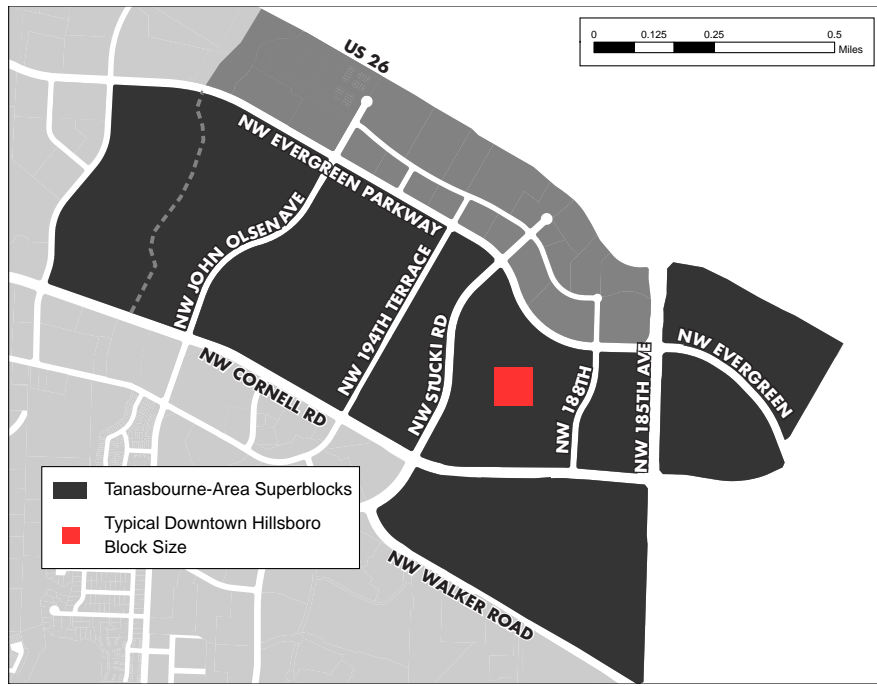 0 0.125 0.25 0.5
Miles
US 26
NW EVERGREEN PARKWAY
NW JOHN OLSEN AVE
NW 194TH TERRACE
NW STUCKI RD
NW EVERGREEN
NW 188TH
NW 185TH AVE
NW CORNELL RD
Tanasbourne-Area Superblocks
Typical Downtown Hillsboro
Block Size
NW WALKER ROAD